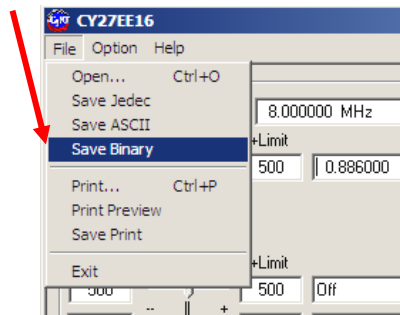 CY27EE16
File Option Help
Open... Ctrl+O
Save Jedec
8.000000 MHz
Save ASCII
+Limit
Save Binary
500 0.886000
Print... Ctrl+P
Print Preview
Save Print
+Limit
Exit
500 500 Off
-- +